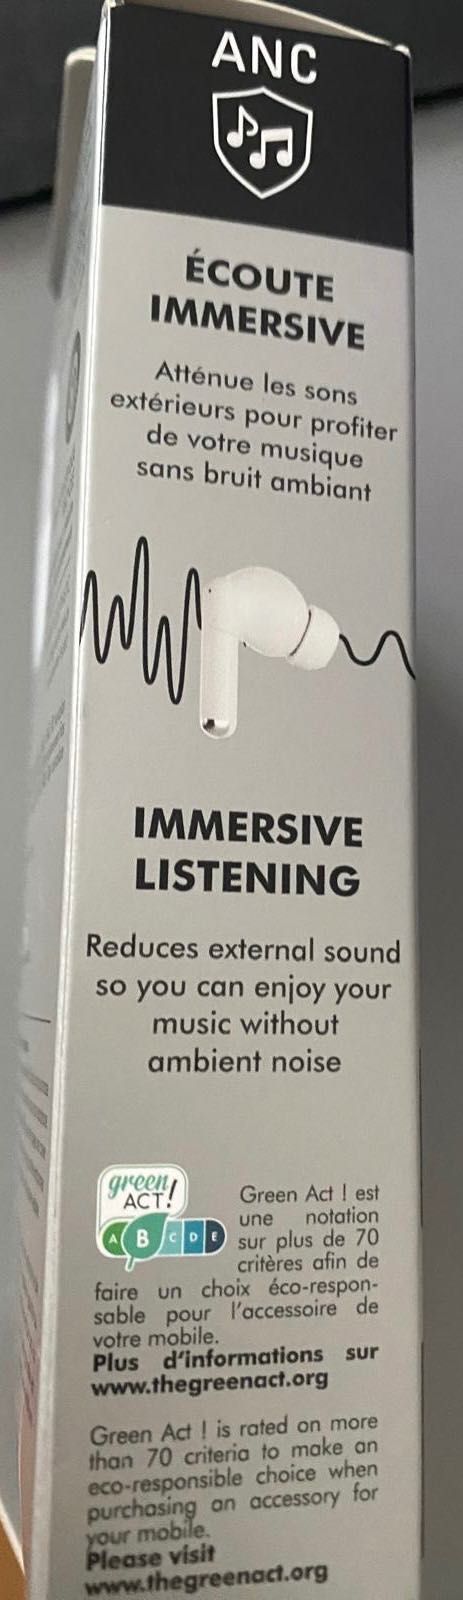 ANC
ÉCOUTE
IMMERSIVE
Atténue les sons
extérieurs pour profiter
de votre musique
sans bruit ambiant
IMMERSIVE
LISTENING
Reduces external sound
so you can enjoy your
music without
ambient noise
green
ACT!
A B C D E
Green Act ! est
une notation
sur plus de 70
critères afin de
faire un choix éco-respon-
sable pour l'accessoire de
votre mobile.
Plus d'informations sur
www.thegreenact.org
Green Act ! is rated on more
than 70 criteria to make an
eco-responsible choice when
purchasing an accessory for
your mobile.
Please visit
www.thegreenact.org